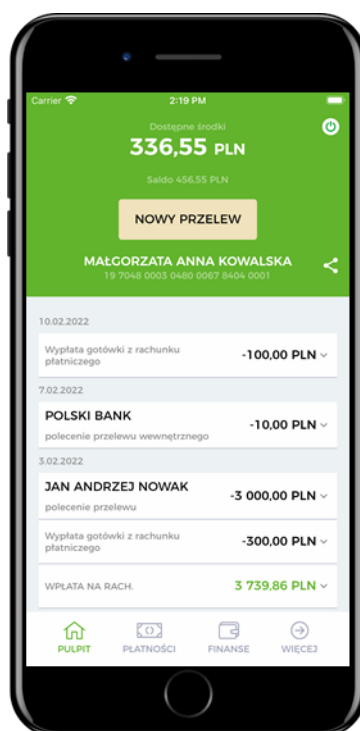 Carrier 2:19 PM
Dostępne środki
336,55 PLN
Saldo 456,55 PLN
NOWY PRZELEW
MAŁGORZATA ANNA KOWALSKA
19 7048 0003 0480 0067 8404 0001
10.02.2022
Wypłata gotówki z rachunku
płatniczego
-100,00 PLN
7.02.2022
POLSKI BANK
polecenie przelewu wewnętrznego
-10,00 PLN
3.02.2022
JAN ANDRZEJ NOWAK
polecenie przelewu
-3 000,00 PLN
Wypłata gotówki z rachunku
płatniczego
-300,00 PLN
WPŁATA NA RACH.
3 739,86 PLN
PULPIT PŁATNOŚCI FINANSE WIĘCEJ